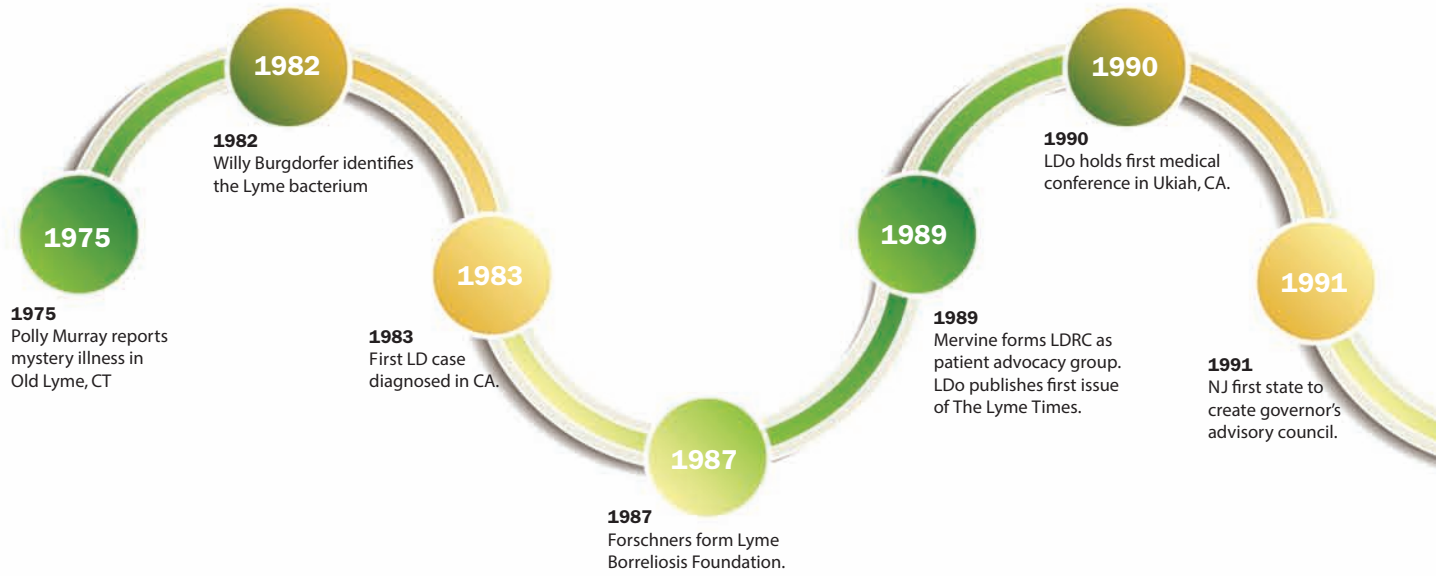 1975
1975
Polly Murray reports
mystery illness in
Old Lyme, CT
1982
1982
Willy Burgdorfer identifies
the Lyme bacterium
1983
1983
First LD case
diagnosed in CA.
1987
1987
Forschners form Lyme
Borreliosis Foundation.
1989
1989
Mervine forms LDRC as
patient advocacy group.
LDo publishes first issue
of The Lyme Times.
1990
1990
LDo holds first medical
conference in Ukiah, CA.
1991
1991
NJ first state to
create governor’s
advisory council.